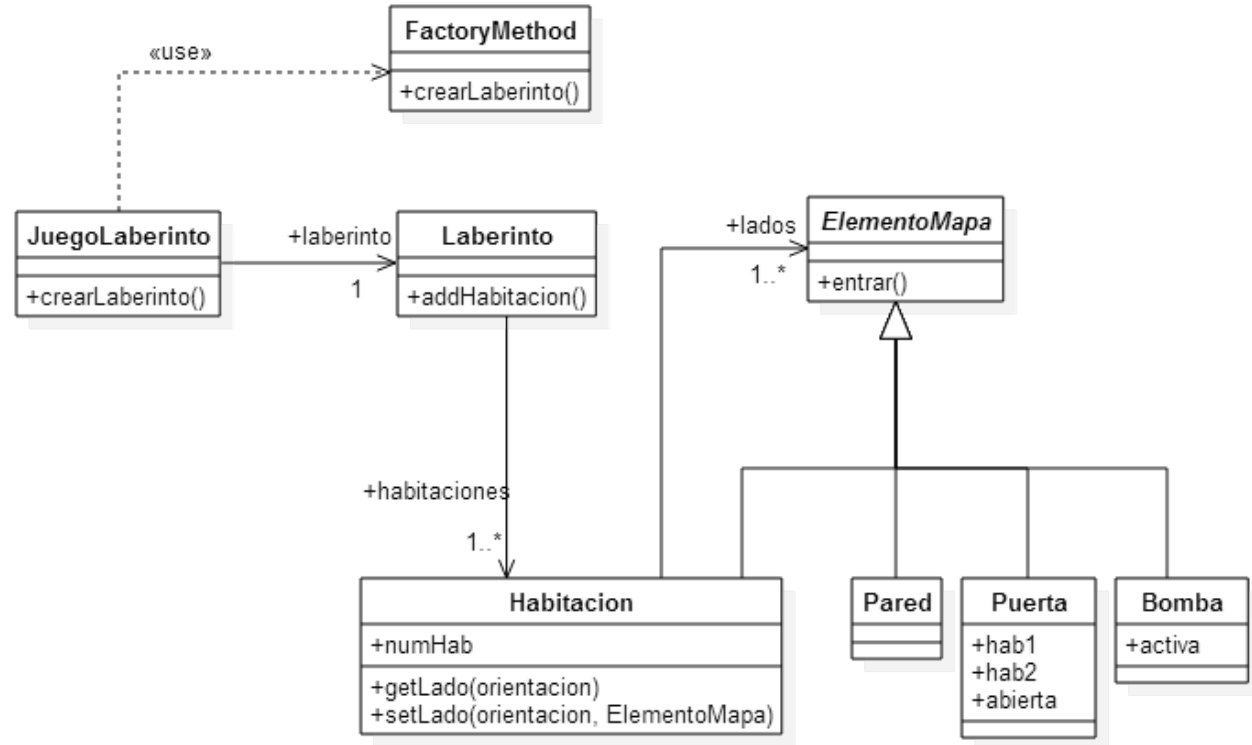 FactoryMethod
+crearLaberinto()
«use»
JuegoLaberinto
+crearLaberinto()
+laberinto
1
Laberinto
+addHabitacion()
+lados
1..*
ElementoMapa
+entrar()
+habitaciones
1..*
Habitacion
+numHab
+getLado(orientacion)
+setLado(orientacion, ElementoMapa)
Pared
Puerta
+hab1
+hab2
+abierta
Bomba
+activa